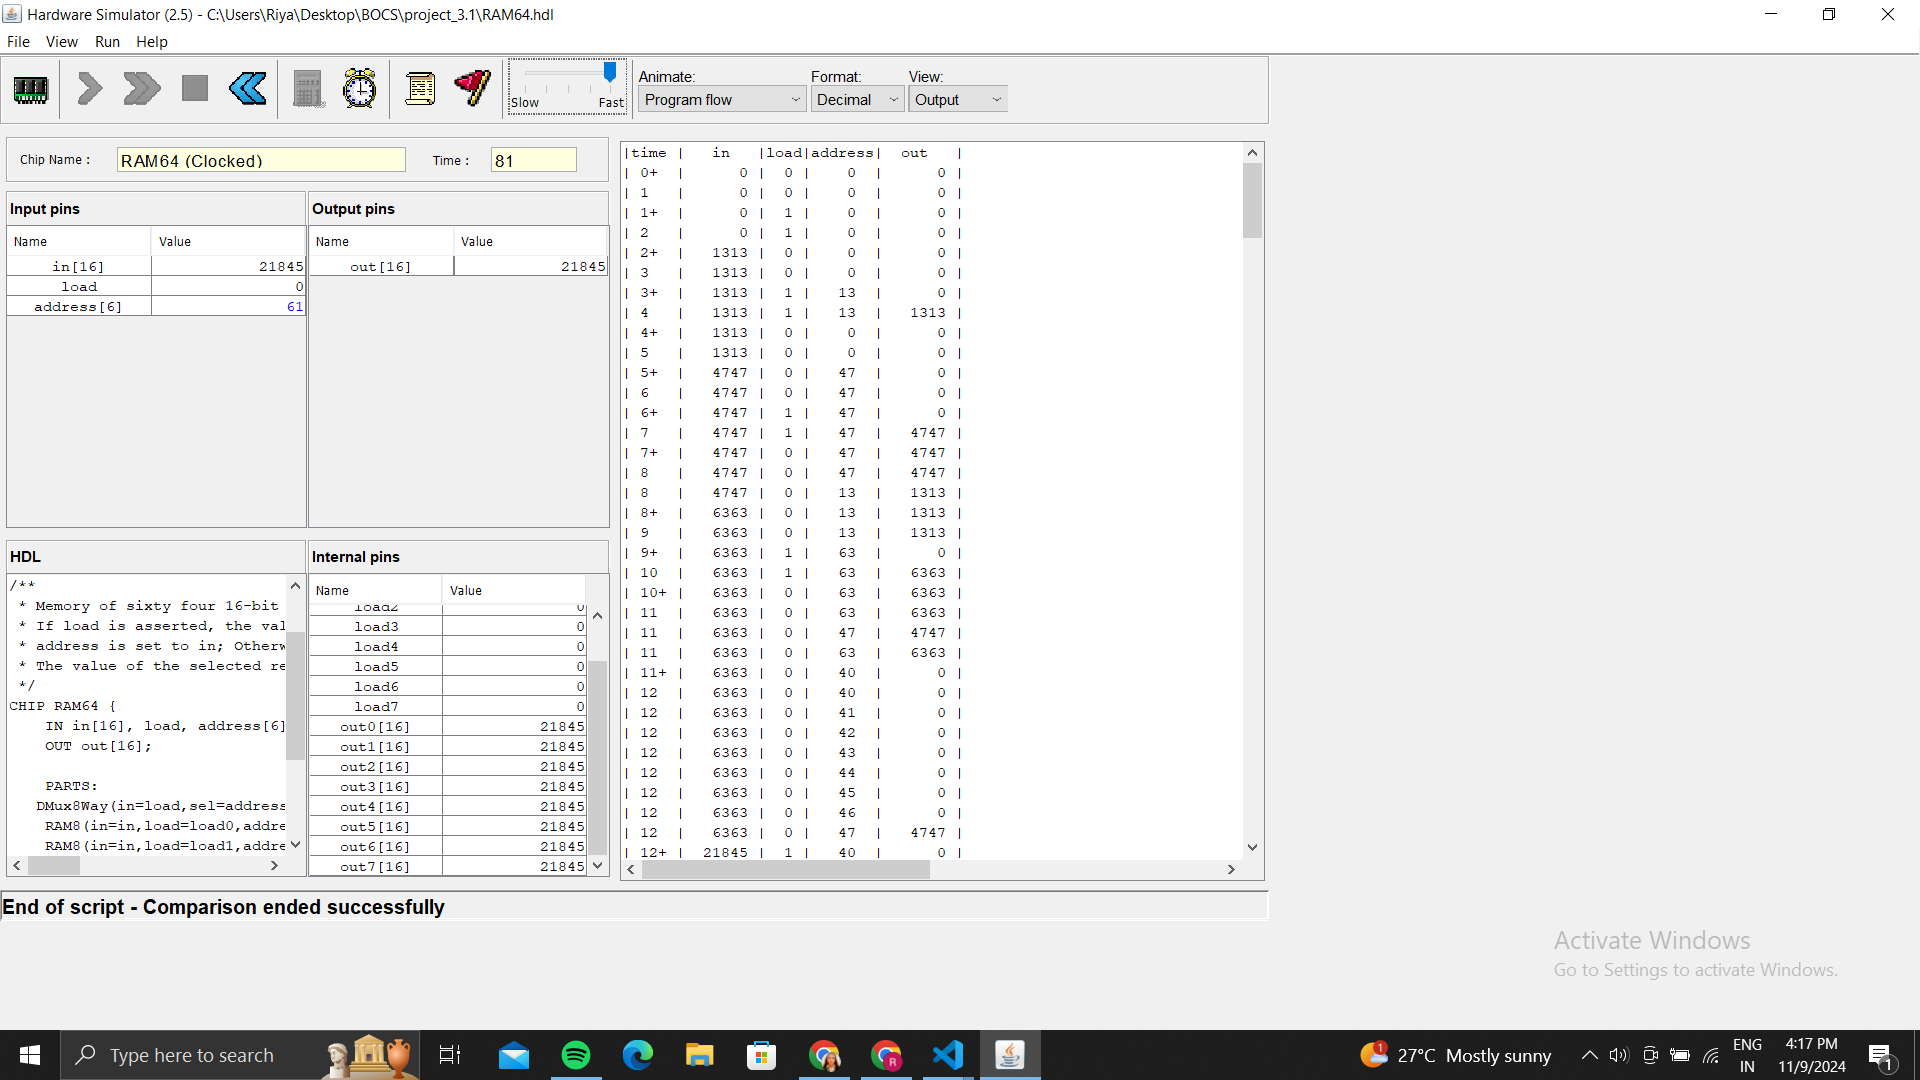 Hardware Simulator (2.5) - C:\Users\Riya\Desktop\BOCS\project_3.1\RAM64.hdl
File View Run Help
Slow Fast
Animate: Format: View:
Program flow Decimal Output
Chip Name : RAM64 (Clocked) Time : 81
Input pins
Name Value
in[16] 21845
load 0
address[6] 61
Output pins
Name Value
out[16] 21845
HDL
/**
* Memory of sixty four 16-bit
* If load is asserted, the val
* address is set to in; Otherw
* The value of the selected re
*/
CHIP RAM64 {
IN in[16], load, address[6]
OUT out[16];
PARTS:
DMux8Way(in=load,sel=address
RAM8(in=in,load=load0,addre
RAM8(in=in,load=load1,addre
Internal pins
Name Value
load2 0
load3 0
load4 0
load5 0
load6 0
load7 0
out0[16] 21845
out1[16] 21845
out2[16] 21845
out3[16] 21845
out4[16] 21845
out5[16] 21845
out6[16] 21845
out7[16] 21845
|time | in |load|address| out |
| 0+ | 0 | 0 | 0 | 0 |
| 1 | 0 | 0 | 0 | 0 |
| 1+ | 0 | 1 | 0 | 0 |
| 2 | 0 | 1 | 0 | 0 |
| 2+ | 1313 | 0 | 0 | 0 |
| 3 | 1313 | 0 | 0 | 0 |
| 3+ | 1313 | 1 | 13 | 0 |
| 4 | 1313 | 1 | 13 | 1313 |
| 4+ | 1313 | 0 | 0 | 0 |
| 5 | 1313 | 0 | 0 | 0 |
| 5+ | 4747 | 0 | 47 | 0 |
| 6 | 4747 | 0 | 47 | 0 |
| 6+ | 4747 | 1 | 47 | 0 |
| 7 | 4747 | 1 | 47 | 4747 |
| 7+ | 4747 | 0 | 47 | 4747 |
| 8 | 4747 | 0 | 47 | 4747 |
| 8 | 4747 | 0 | 13 | 1313 |
| 8+ | 6363 | 0 | 13 | 1313 |
| 9 | 6363 | 0 | 13 | 1313 |
| 9+ | 6363 | 1 | 63 | 0 |
| 10 | 6363 | 1 | 63 | 6363 |
| 10+ | 6363 | 0 | 63 | 6363 |
| 11 | 6363 | 0 | 63 | 6363 |
| 11 | 6363 | 0 | 47 | 4747 |
| 11 | 6363 | 0 | 63 | 6363 |
| 11+ | 6363 | 0 | 40 | 0 |
| 12 | 6363 | 0 | 40 | 0 |
| 12 | 6363 | 0 | 41 | 0 |
| 12 | 6363 | 0 | 42 | 0 |
| 12 | 6363 | 0 | 43 | 0 |
| 12 | 6363 | 0 | 44 | 0 |
| 12 | 6363 | 0 | 45 | 0 |
| 12 | 6363 | 0 | 46 | 0 |
| 12 | 6363 | 0 | 47 | 4747 |
| 12+ | 21845 | 1 | 40 | 0 |
End of script - Comparison ended successfully
Activate Windows
Go to Settings to activate Windows.
Type here to search
R
1
27°C Mostly sunny
ENG
IN
4:17 PM
11/9/2024
1